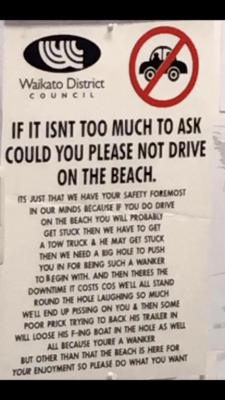 Waikato District
COUNCIL
IF IT ISNT TOO MUCH TO ASK
COULD YOU PLEASE NOT DRIVE
ON THE BEACH.
ITS JUST THAT WE HAVE YOUR SAFETY FOREMOST
IN OUR MINDS BECAUSE IF YOU DO DRIVE
ON THE BEACH YOU WILL PROBABLY
GET STUCK THEN WE HAVE TO GET
A TOW TRUCK & HE MAY GET STUCK
THEN WE NEED A BIG HOLE TO PUSH
YOU IN FOR BEING SUCH A WANKER
TO BEGIN WITH. AND THEN THERES THE
DOWNTIME IT COSTS COS WE'LL ALL STAND
ROUND THE HOLE LAUGHING SO MUCH
WE'LL END UP PISSING ON YOU & THEN SOME
POOR PRICK TRYING TO BACK HIS TRAILER IN
WILL LOOSE HIS F-ING BOAT IN THE HOLE AS WELL
ALL BECAUSE YOURE A WANKER
BUT OTHER THAN THAT THE BEACH IS HERE FOR
YOUR ENJOYMENT SO PLEASE DO WHAT YOU WANT